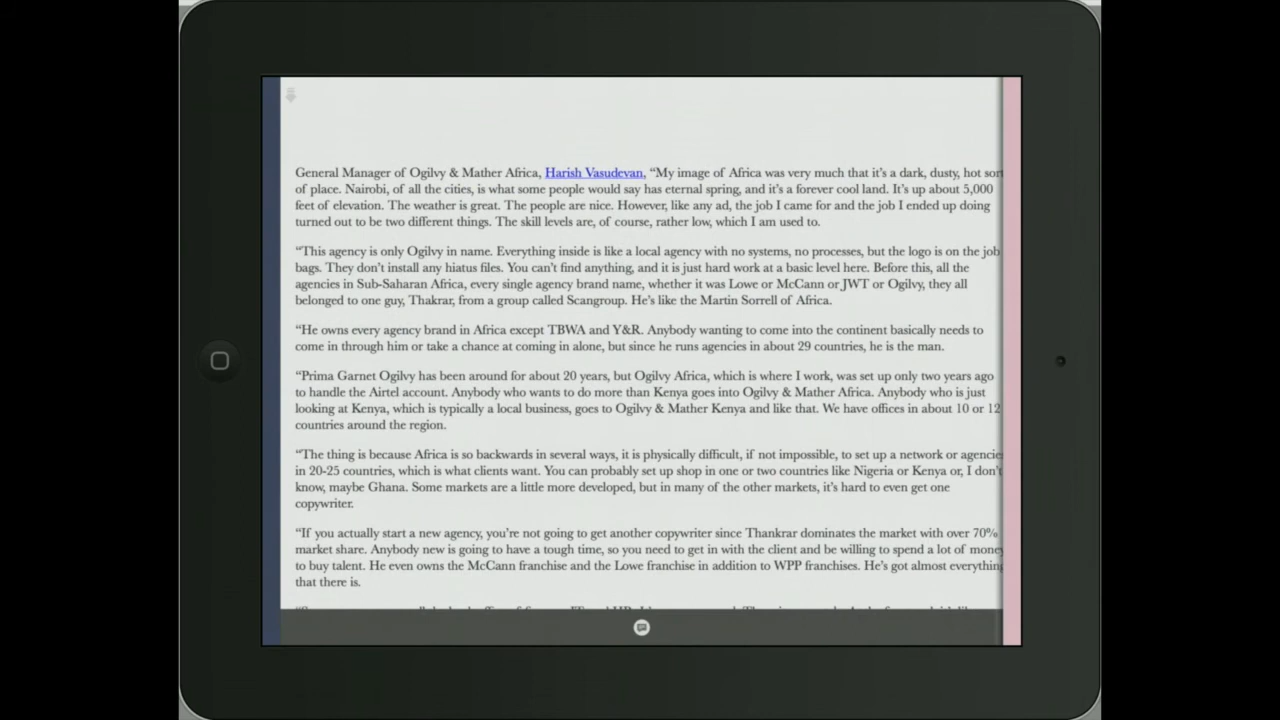 General Manager of Ogilvy & Mather Africa, Harish Vasudevan, “My image of Africa was very much that it’s a dark, dusty, hot sort
of place. Nairobi, of all the cities, is what some people would say has eternal spring, and it’s a forever cool land. It’s up about 5,000
feet of elevation. The weather is great. The people are nice. However, like any ad, the job I came for and the job I ended up doing
turned out to be two different things. The skill levels are, of course, rather low, which I am used to.
“This agency is only Ogilvy in name. Everything inside is like a local agency with no systems, no processes, but the logo is on the job
bags. They don’t install any hiatus files. You can’t find anything, and it is just hard work at a basic level here. Before this, all the
agencies in Sub-Saharan Africa, every single agency brand name, whether it was Lowe or McCann or JWT or Ogilvy, they all
belonged to one guy, Thakrar, from a group called Scangroup. He’s like the Martin Sorrell of Africa.
“He owns every agency brand in Africa except TBWA and Y&R. Anybody wanting to come into the continent basically needs to
come in through him or take a chance at coming in alone, but since he runs agencies in about 29 countries, he is the man.
“Prima Garnet Ogilvy has been around for about 20 years, but Ogilvy Africa, which is where I work, was set up only two years ago
to handle the Airtel account. Anybody who wants to do more than Kenya goes into Ogilvy & Mather Africa. Anybody who is just
looking at Kenya, which is typically a local business, goes to Ogilvy & Mather Kenya and like that. We have offices in about 10 or 12
countries around the region.
“The thing is because Africa is so backwards in several ways, it is physically difficult, if not impossible, to set up a network or agencies
in 20-25 countries, which is what clients want. You can probably set up shop in one or two countries like Nigeria or Kenya or, I don’t
know, maybe Ghana. Some markets are a little more developed, but in many of the other markets, it’s hard to even get one
copywriter.
“If you actually start a new agency, you’re not going to get another copywriter since Thankrar dominates the market with over 70%
market share. Anybody new is going to have a tough time, so you need to get in with the client and be willing to spend a lot of money
to buy talent. He even owns the McCann franchise and the Lowe franchise in addition to WPP franchises. He’s got almost everything
that there is.